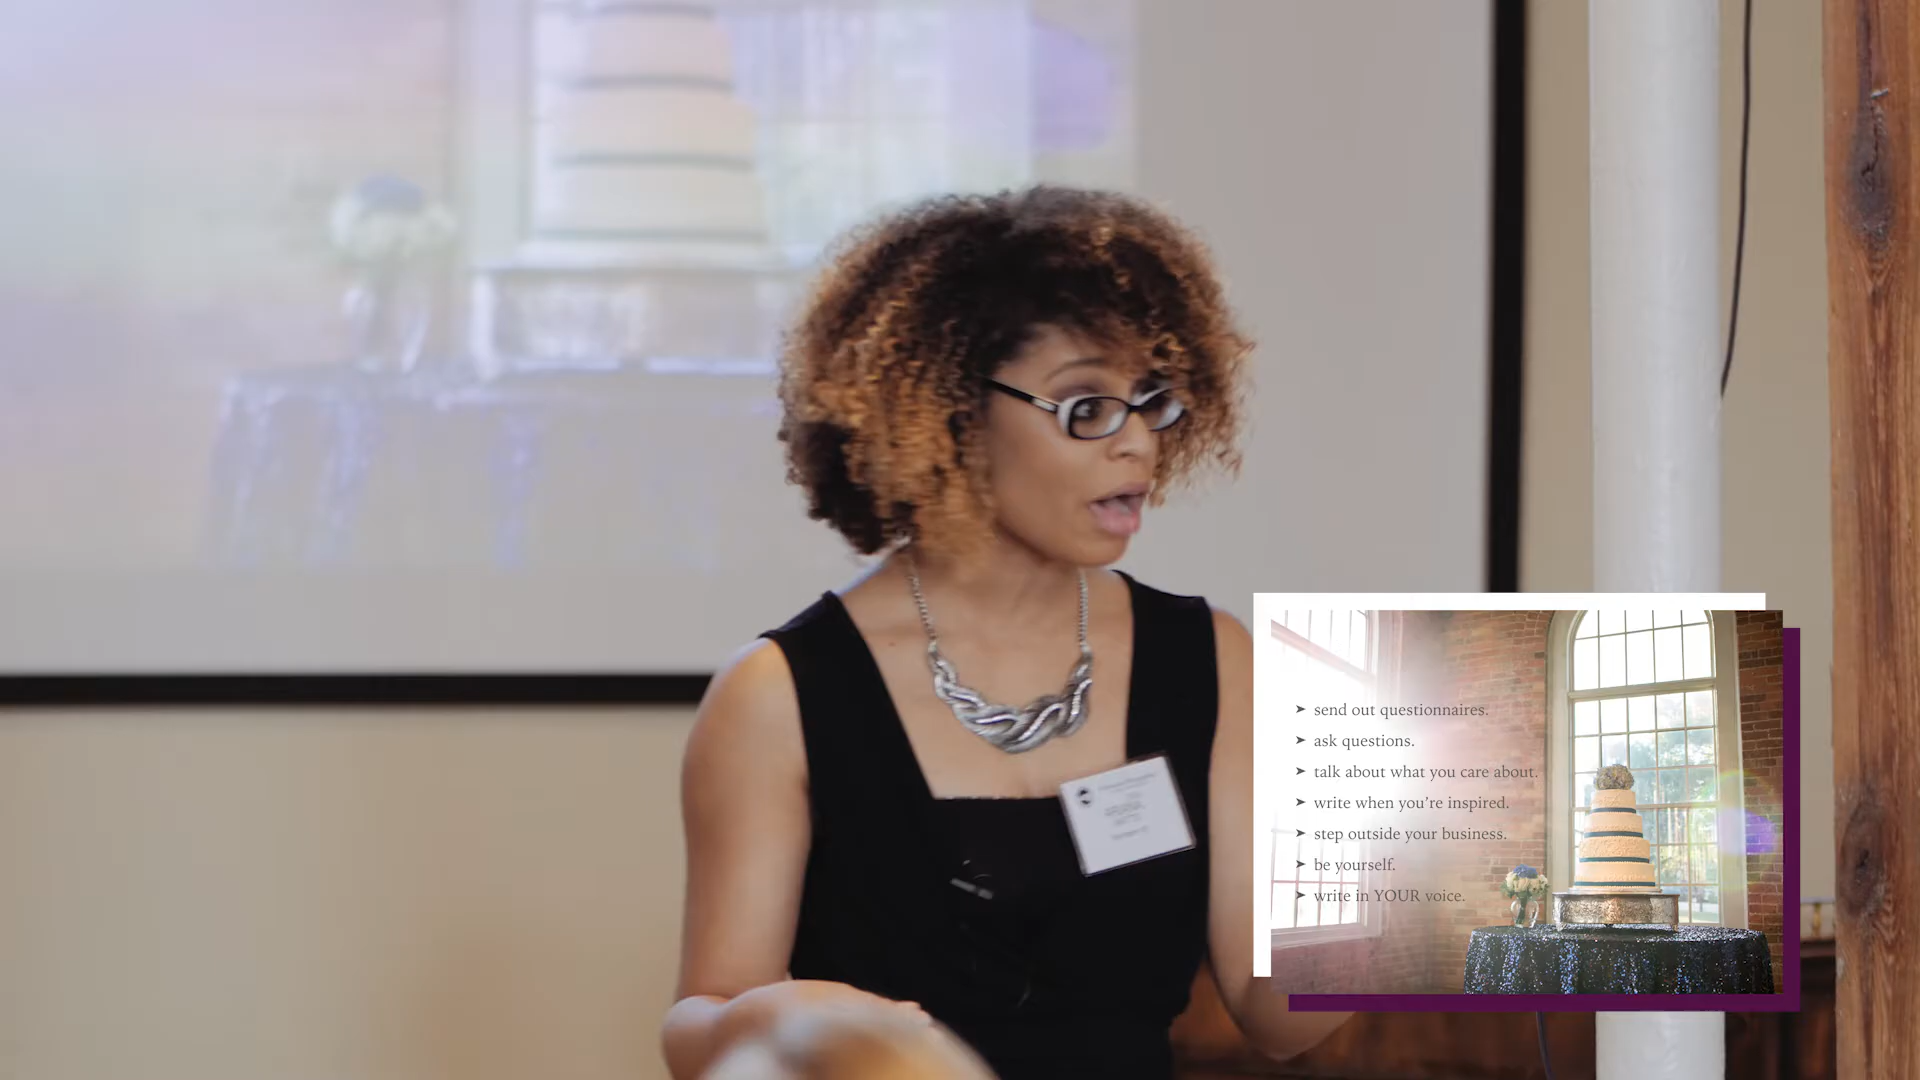 ➤ send out questionnaires.
➤ ask questions.
➤ talk about what you care about.
➤ write when you're inspired.
➤ step outside your business.
➤ be yourself.
➤ write in YOUR voice.